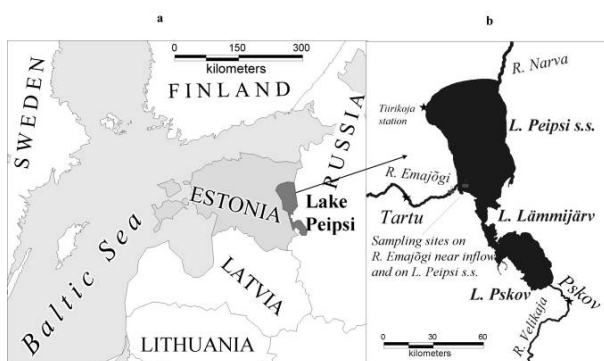 a
b
0 150 300
kilometers
SWEDEN
FINLAND
RUSSIA
ESTONIA
Lake
Peipsi
Baltic Sea
LATVIA
LITHUANIA
R. Narva
Tiirikoja
station
L. Peipsi s.s.
R. Emajõgi
Tartu
L. Lämmijärv
Sampling sites on
R. Emajõgi near inflow
and on L. Peipsi s.s.
L. Pskov
Pskov
R. Velikaja
0 30 60
kilometers